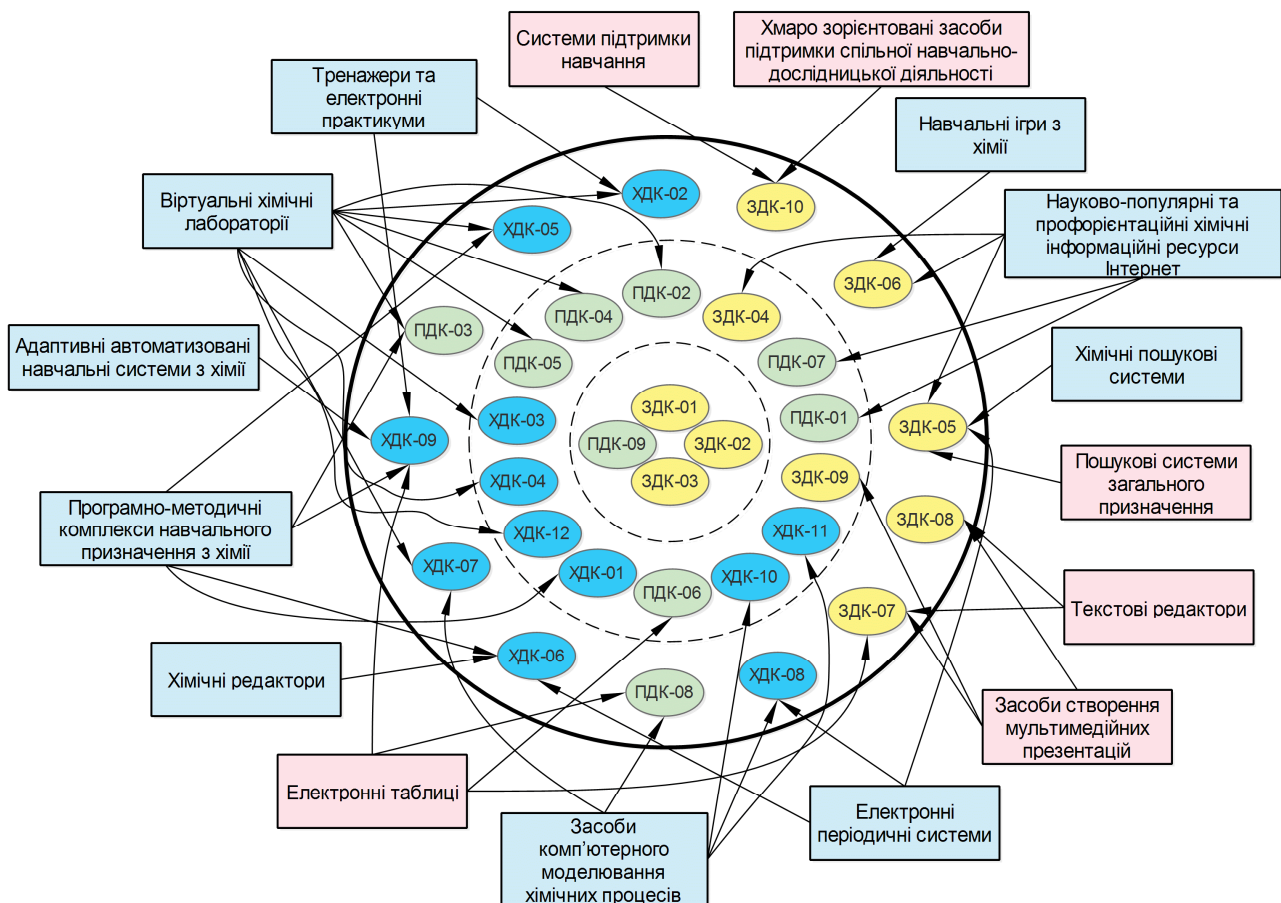 Системи підтримки
навчання
Хмаро зорієнтовані засоби
підтримки спільної навчально-
дослідницької діяльності
Тренажери та
електронні
практикуми
Навчальні ігри з
хімії
Віртуальні хімічні
лабораторії
Науково-популярні та
профорієнтаційні хімічні
інформаційні ресурси
Інтернет
Адаптивні автоматизовані
навчальні системи з хімії
Хімічні пошукові
системи
Програмно-методичні
комплекси навчального
призначення з хімії
Пошукові системи
загального
призначення
Хімічні редактори
Текстові редактори
Електронні таблиці
Засоби створення
мультимедійних
презентацій
Засоби
комп’ютерного
моделювання
хімічних процесів
Електронні
періодичні системи
ХДК-02
ЗДК-10
ХДК-05
ЗДК-06
ПДК-02
ПДК-04
ЗДК-04
ПДК-03
ПДК-05
ПДК-07
ЗДК-01
ХДК-03
ПДК-01
ЗДК-05
ХДК-09
ПДК-09
ЗДК-02
ХДК-04
ЗДК-03
ЗДК-09
ХДК-12
ХДК-11
ЗДК-08
ХДК-07
ХДК-01
ПДК-06
ХДК-10
ЗДК-07
ХДК-06
ПДК-08
ХДК-08